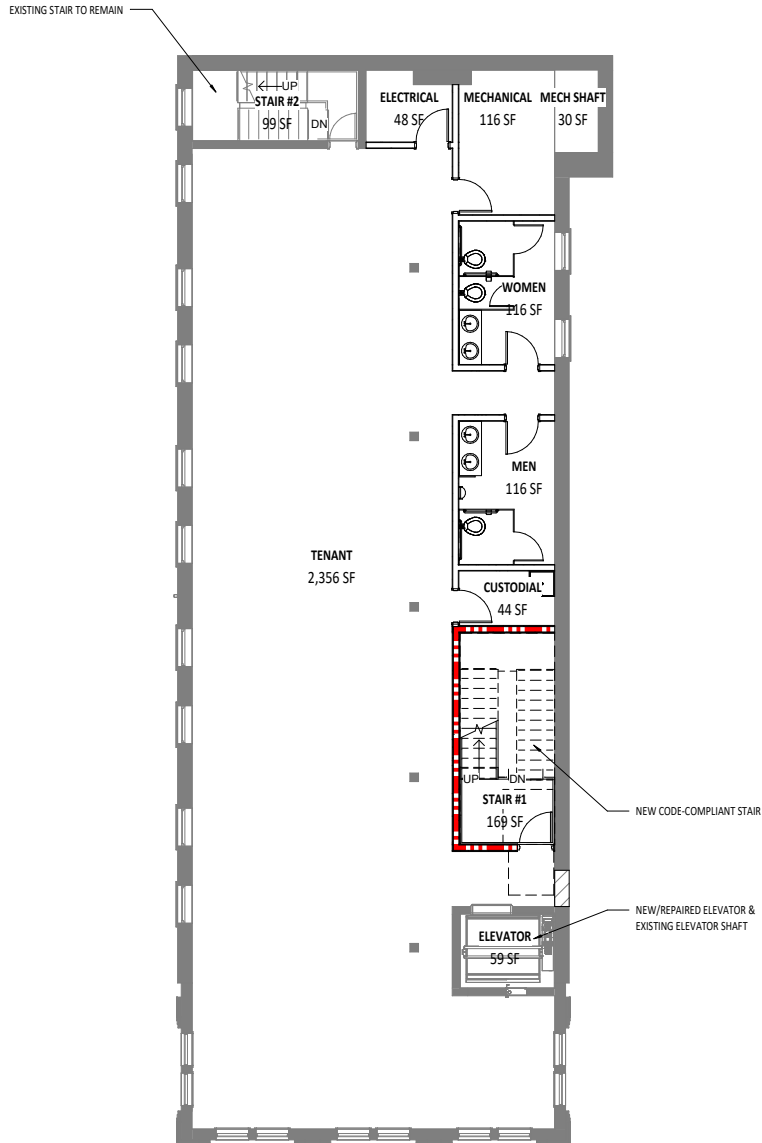 EXISTING STAIR TO REMAIN
UP
STAIR #2
99 SF
DN
ELECTRICAL
48 SF
MECHANICAL
116 SF
MECH SHAFT
30 SF
WOMEN
116 SF
MEN
116 SF
TENANT
2,356 SF
CUSTODIAL
44 SF
UP
DN
STAIR #1
169 SF
NEW CODE-COMPLIANT STAIR
ELEVATOR
59 SF
NEW/REPAIRED ELEVATOR &
EXISTING ELEVATOR SHAFT